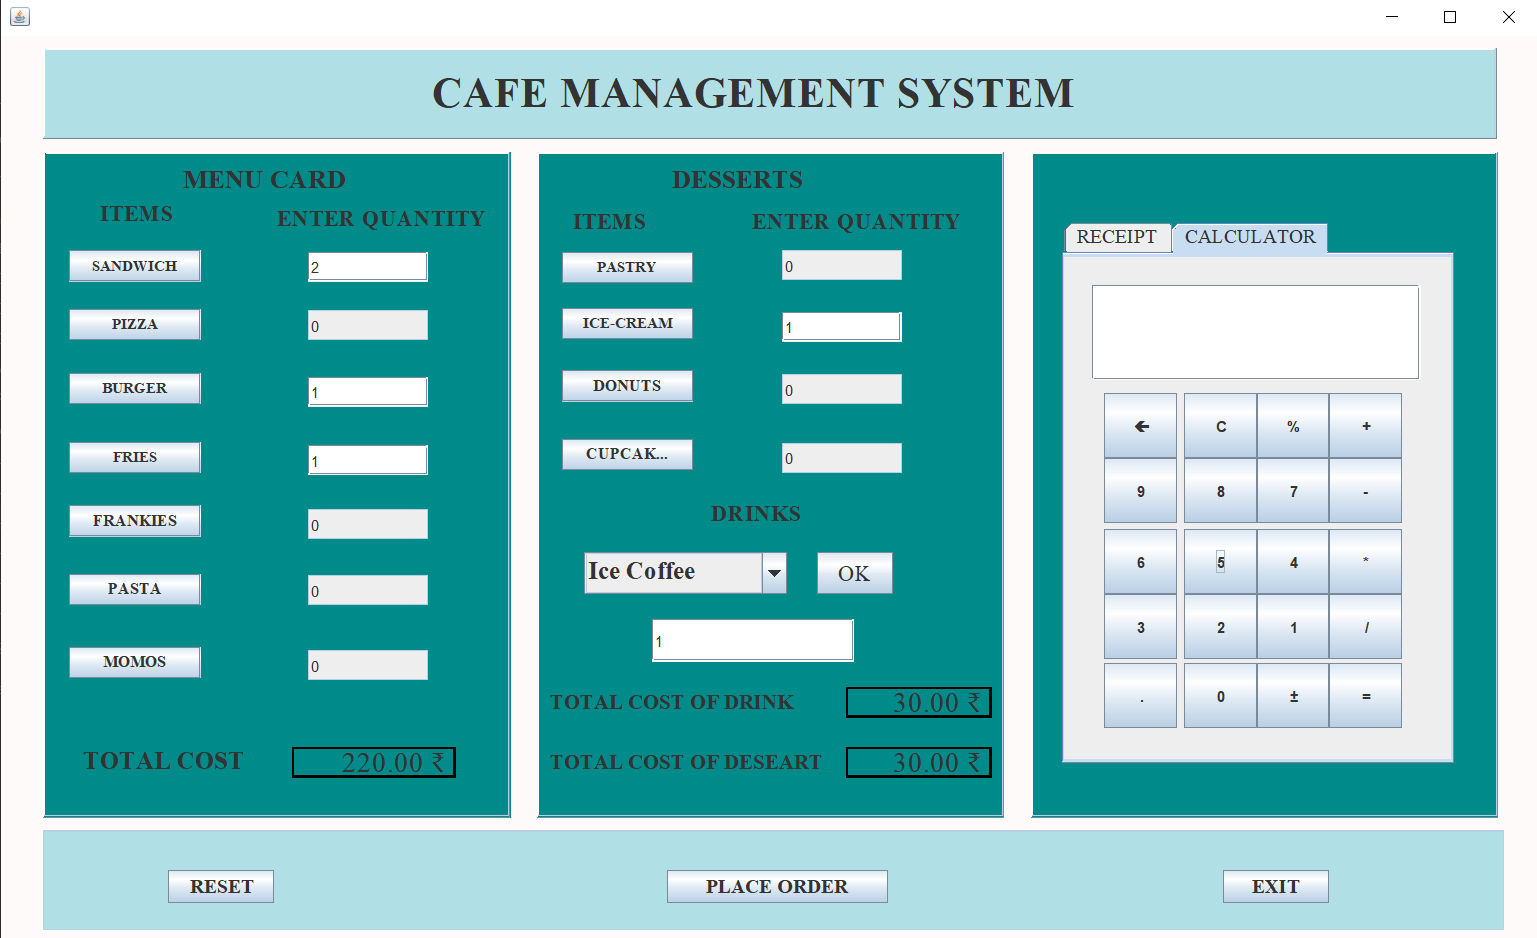 CAFE MANAGEMENT SYSTEM
MENU CARD
ITEMS ENTER QUANTITY
SANDWICH 2
PIZZA 0
BURGER 1
FRIES 1
FRANKIES 0
PASTA 0
MOMOS 0
TOTAL COST 220.00 ₹
DESSERTS
ITEMS ENTER QUANTITY
PASTRY 0
ICE-CREAM 1
DONUTS 0
CUPCAK... 0
DRINKS
Ice Coffee OK
1
TOTAL COST OF DRINK 30.00 ₹
TOTAL COST OF DESEART 30.00 ₹
RECEIPT CALCULATOR
🡰 C % +
9 8 7 -
6 5 4 *
3 2 1 /
. 0 ± =
RESET PLACE ORDER EXIT